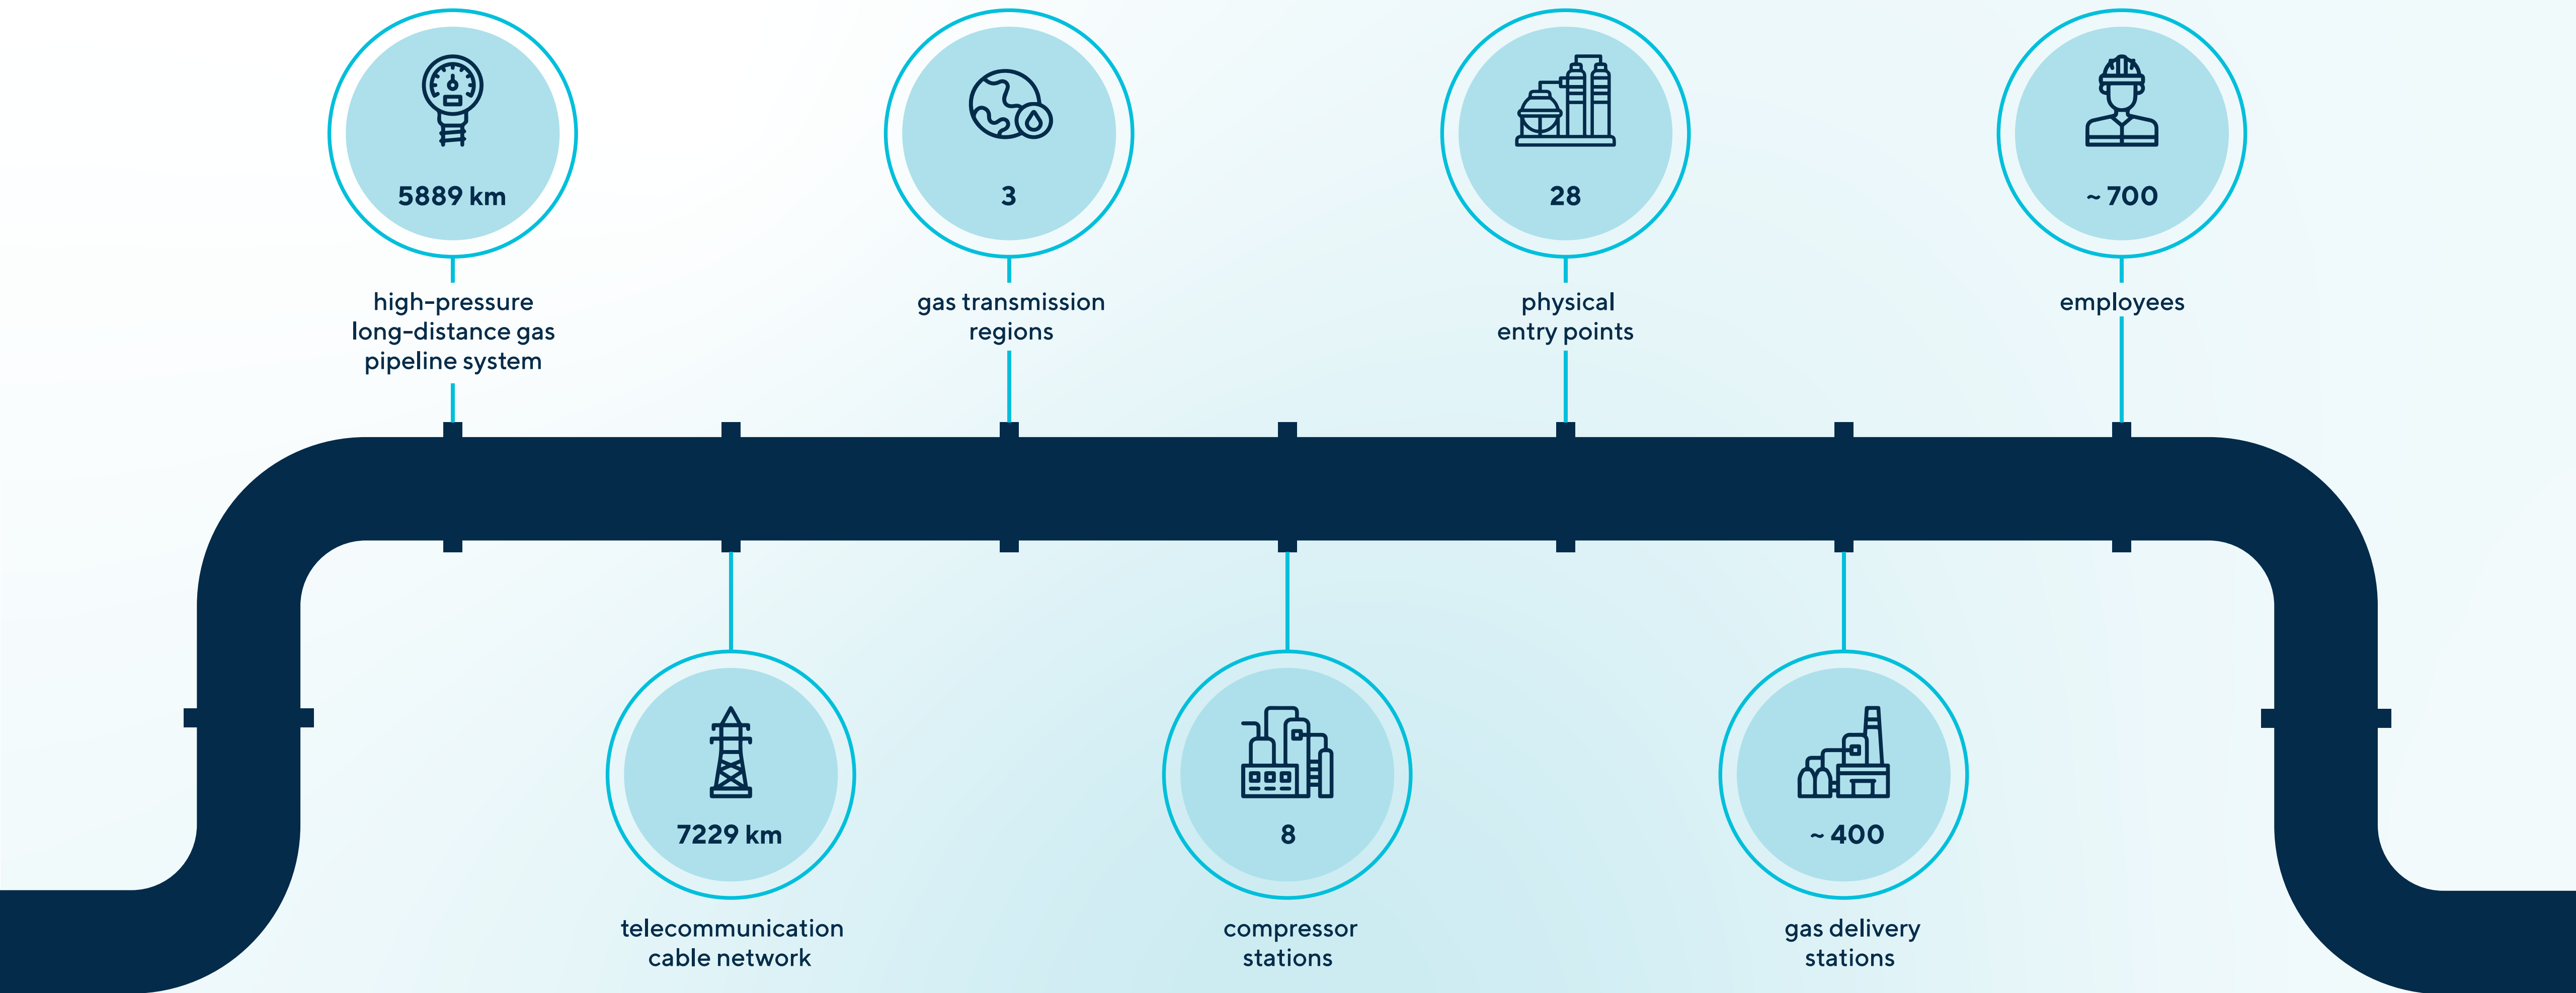 5889 km
high-pressure
long-distance gas
pipeline system
3
gas transmission
regions
28
physical
entry points
~ 700
employees
7229 km
telecommunication
cable network
8
compressor
stations
~ 400
gas delivery
stations